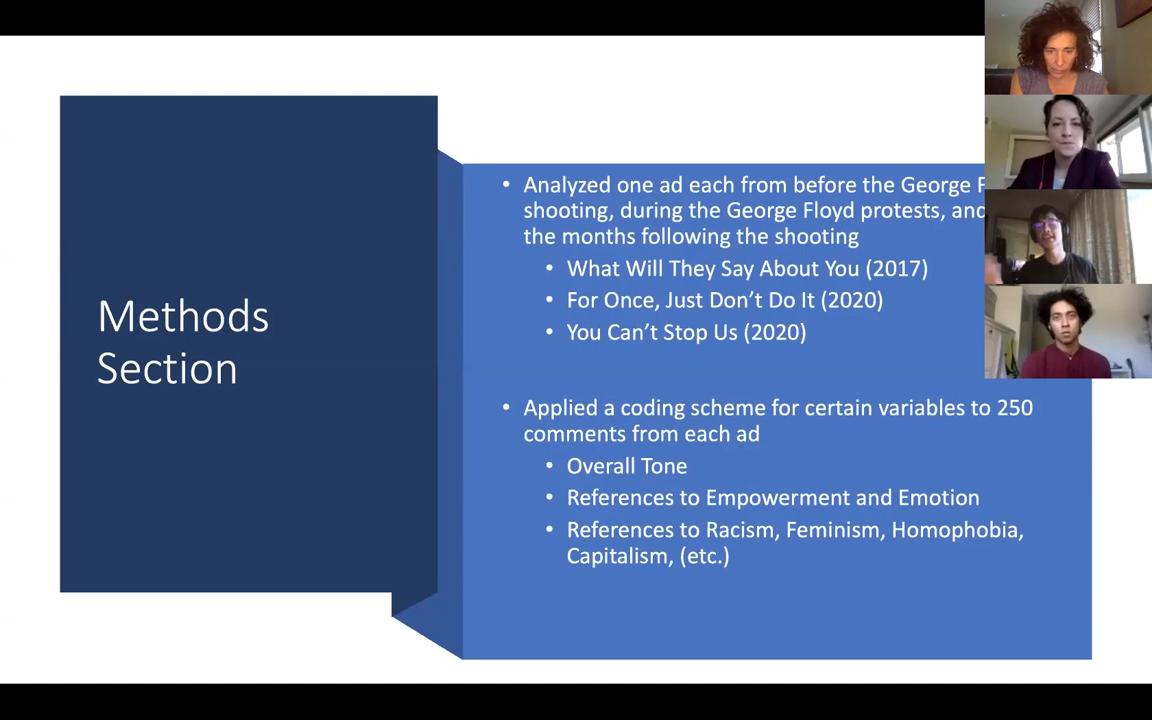 Methods
Section
• Analyzed one ad each from before the George
shooting, during the George Floyd protests, and
the months following the shooting
• What Will They Say About You (2017)
• For Once, Just Don't Do It (2020)
• You Can't Stop Us (2020)
• Applied a coding scheme for certain variables to 250
comments from each ad
• Overall Tone
• References to Empowerment and Emotion
• References to Racism, Feminism, Homophobia,
Capitalism, (etc.)